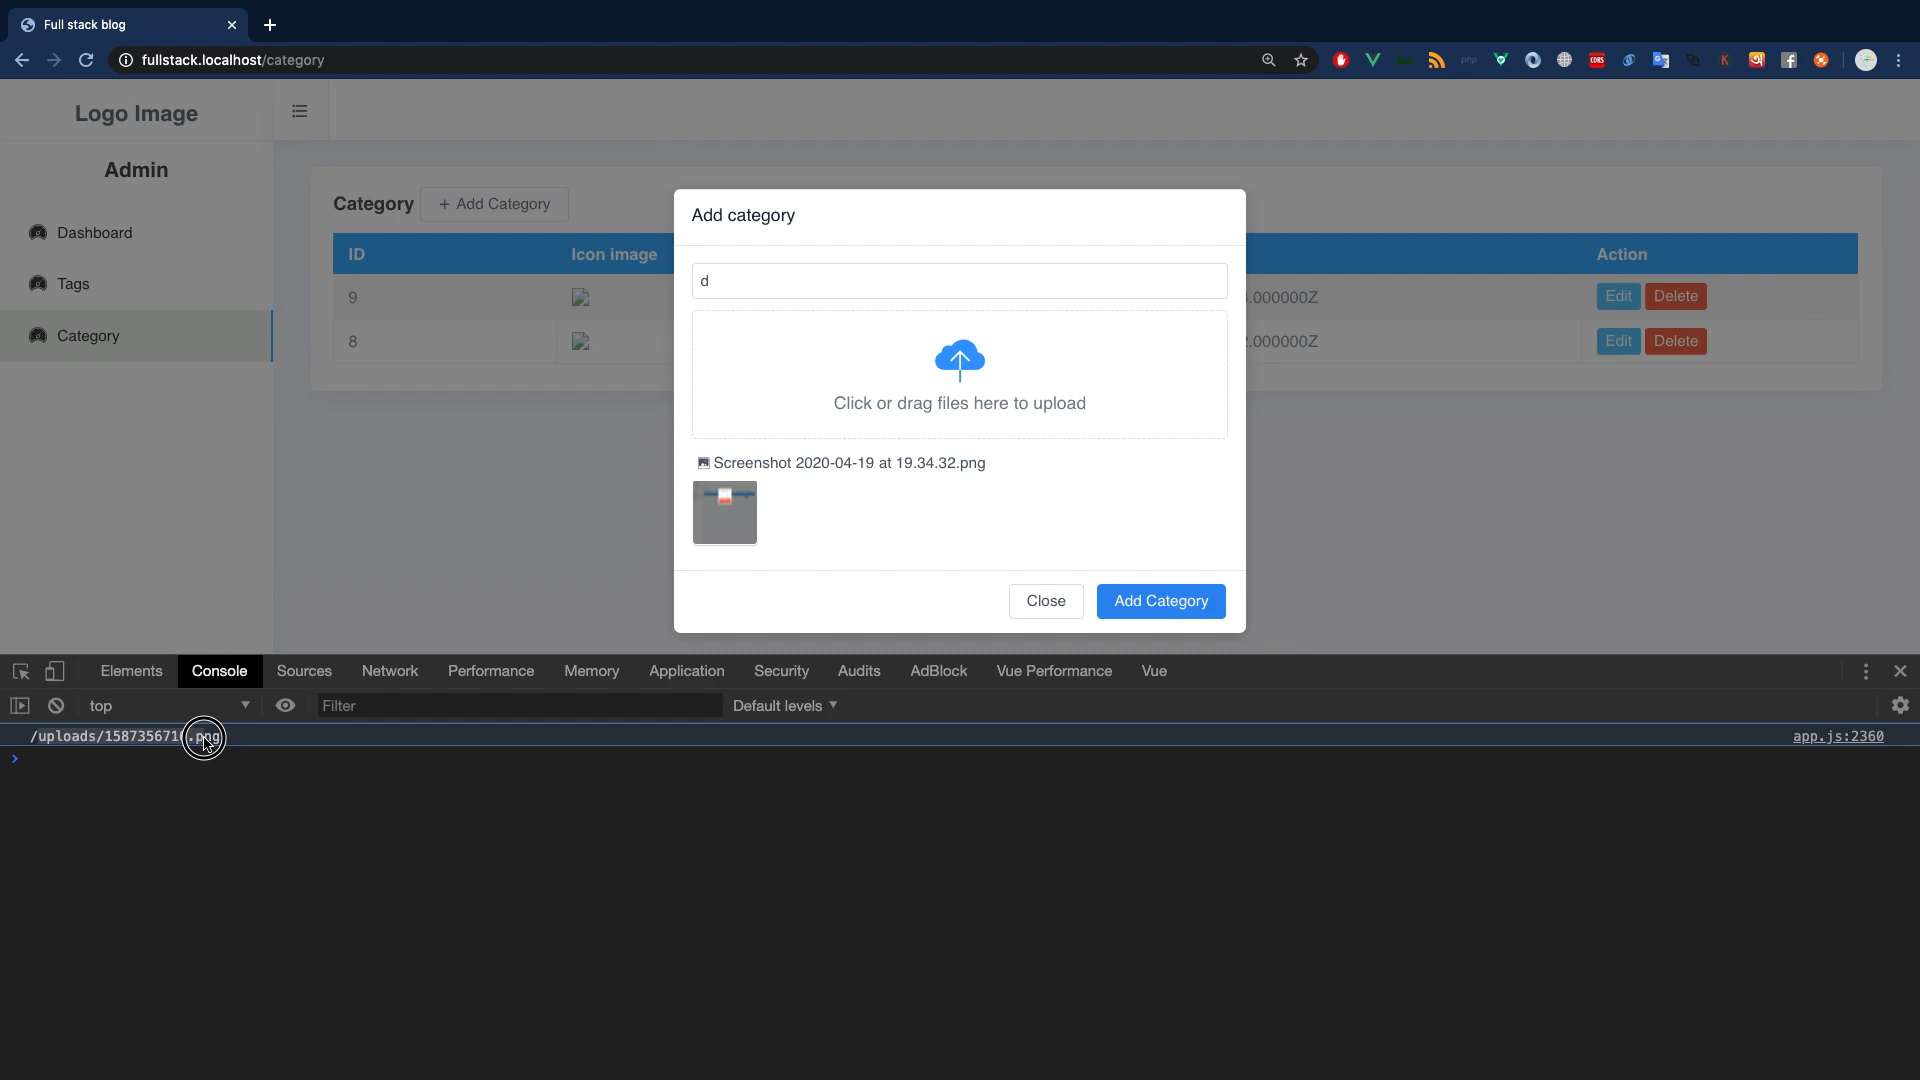 Full stack blog
fullstack.localhost/category
php
CORS
K
Logo Image
Admin
Dashboard
Tags
Category
Category
+ Add Category
ID
Icon image
Action
9
.000000Z
Edit
Delete
8
.000000Z
Edit
Delete
Add category
d
Click or drag files here to upload
Screenshot 2020-04-19 at 19.34.32.png
Close
Add Category
Elements
Console
Sources
Network
Performance
Memory
Application
Security
Audits
AdBlock
Vue Performance
Vue
top
Filter
Default levels
.png
app.js:2360